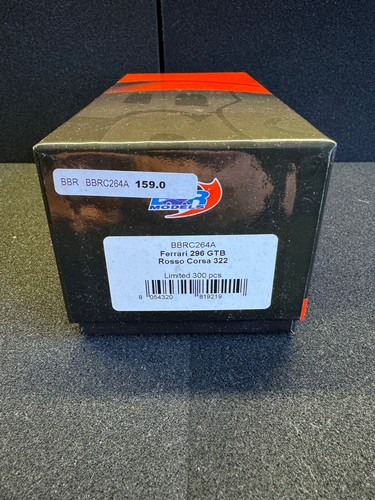 BBR BBRC264A 159.0
BBR
MODELS
BBRC264A
Ferrari 296 GTB
Rosso Corsa 322
Limited 300 pcs
8 054320 819219